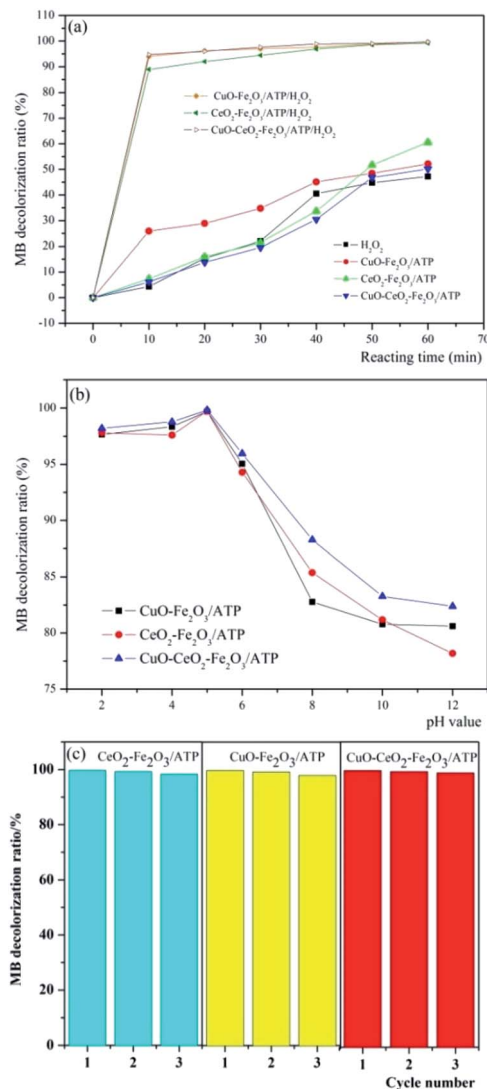 (a)
110
100
90
80
70
60
50
40
30
20
10
0
-10
MB decolorization ratio (%)
CuO-Fe₂O₃/ATP/H₂O₂
CeO₂-Fe₂O₃/ATP/H₂O₂
CuO-CeO₂-Fe₂O₃/ATP/H₂O₂
H₂O₂
CuO-Fe₂O₃/ATP
CeO₂-Fe₂O₃/ATP
CuO-CeO₂-Fe₂O₃/ATP
0 10 20 30 40 50 60 70
Reacting time (min)
(b)
100
95
90
85
80
75
MB decolorization ratio (%)
CuO-Fe₂O₃/ATP
CeO₂-Fe₂O₃/ATP
CuO-CeO₂-Fe₂O₃/ATP
2 4 6 8 10 12
pH value
(c) CeO₂-Fe₂O₃/ATP CuO-Fe₂O₃/ATP CuO-CeO₂-Fe₂O₃/ATP
100
80
60
40
20
0
MB decolorization ratio/%
1 2 3 1 2 3 1 2 3
Cycle number